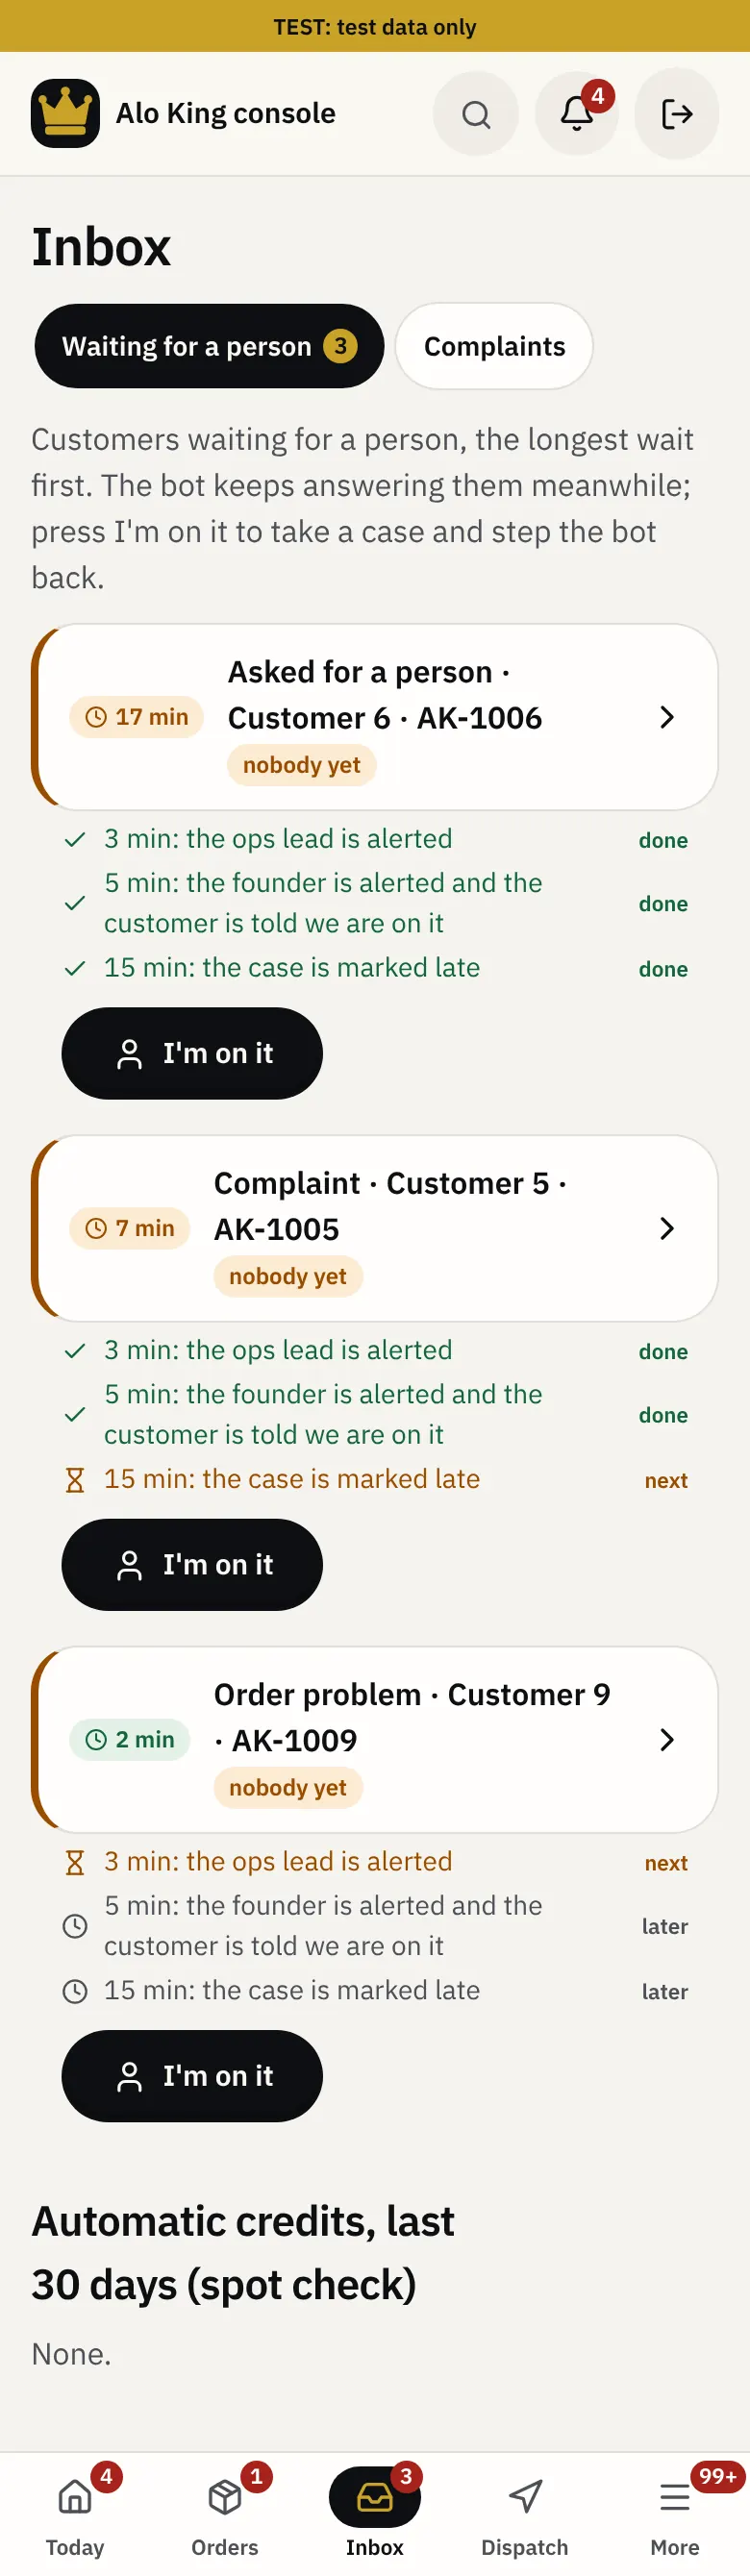 TEST: test data only
Alo King console
4
Inbox
Waiting for a person 3
Complaints
Customers waiting for a person, the longest wait
first. The bot keeps answering them meanwhile;
press I'm on it to take a case and step the bot
back.
17 min
Asked for a person ·
Customer 6 · AK-1006
nobody yet
3 min: the ops lead is alerted done
5 min: the founder is alerted and the
customer is told we are on it done
15 min: the case is marked late done
I'm on it
7 min
Complaint · Customer 5 ·
AK-1005
nobody yet
3 min: the ops lead is alerted done
5 min: the founder is alerted and the
customer is told we are on it done
15 min: the case is marked late next
I'm on it
2 min
Order problem · Customer 9
· AK-1009
nobody yet
3 min: the ops lead is alerted next
5 min: the founder is alerted and the
customer is told we are on it later
15 min: the case is marked late later
I'm on it
Automatic credits, last
30 days (spot check)
None.
4 1 3 99+
Today Orders Inbox Dispatch More